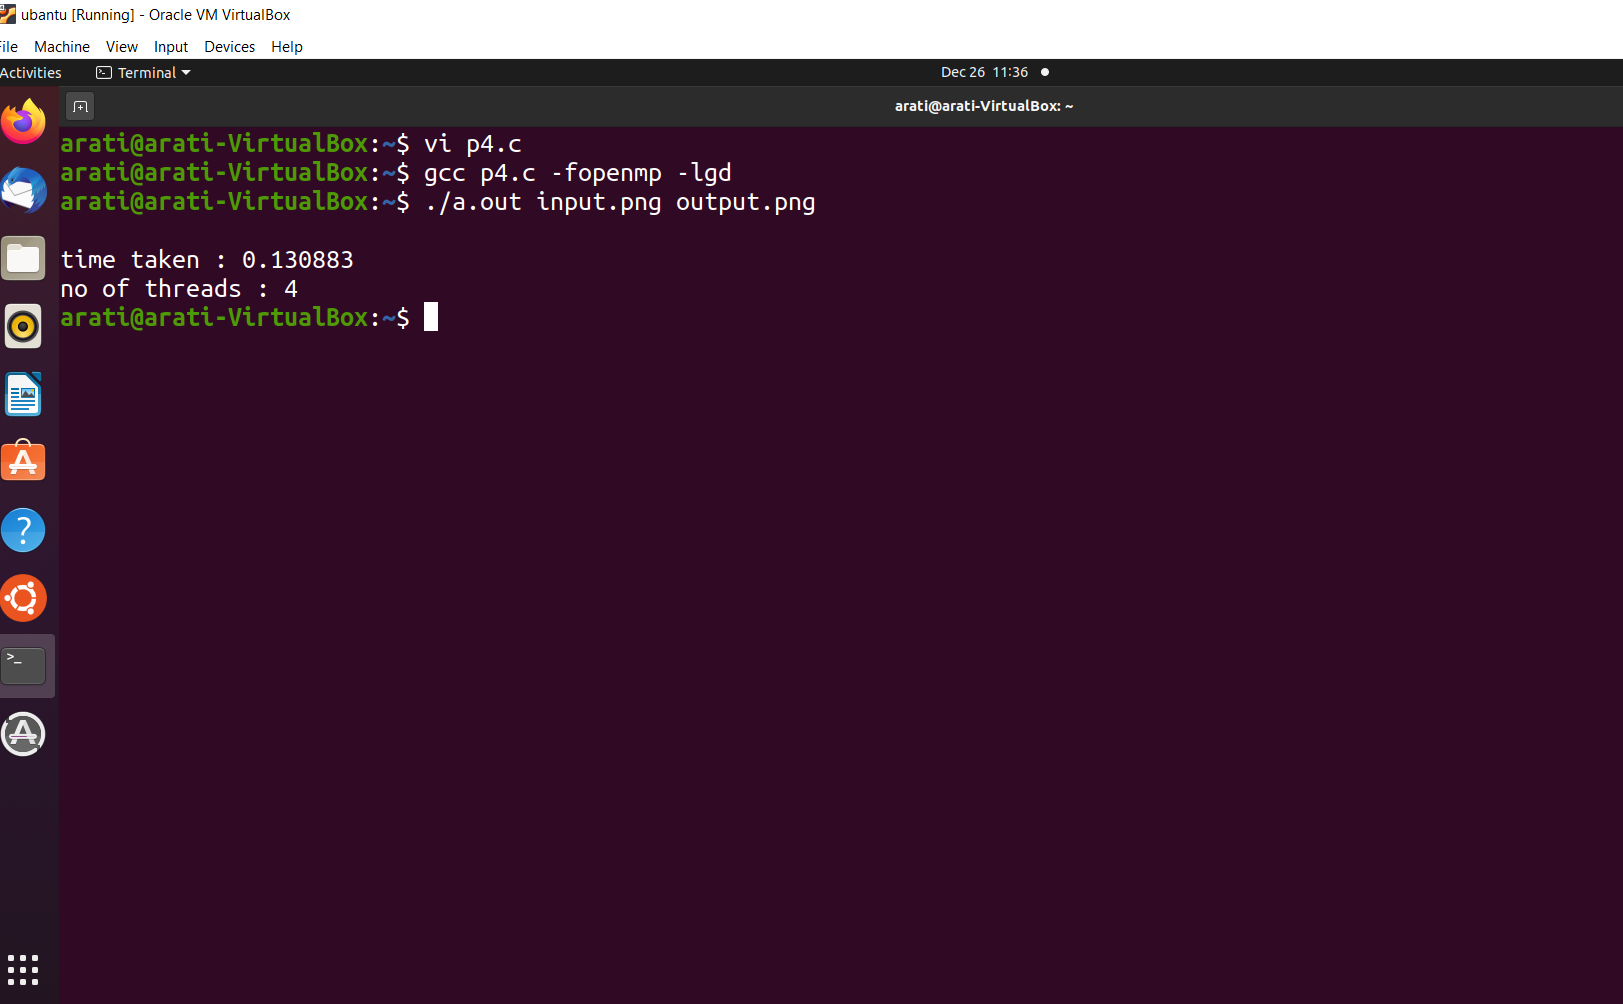 ubantu [Running] - Oracle VM VirtualBox
File Machine View Input Devices Help
Activities Terminal Dec 26 11:36
arati@arati-VirtualBox: ~
arati@arati-VirtualBox:~$ vi p4.c
arati@arati-VirtualBox:~$ gcc p4.c -fopenmp -lgd
arati@arati-VirtualBox:~$ ./a.out input.png output.png
time taken : 0.130883
no of threads : 4
arati@arati-VirtualBox:~$